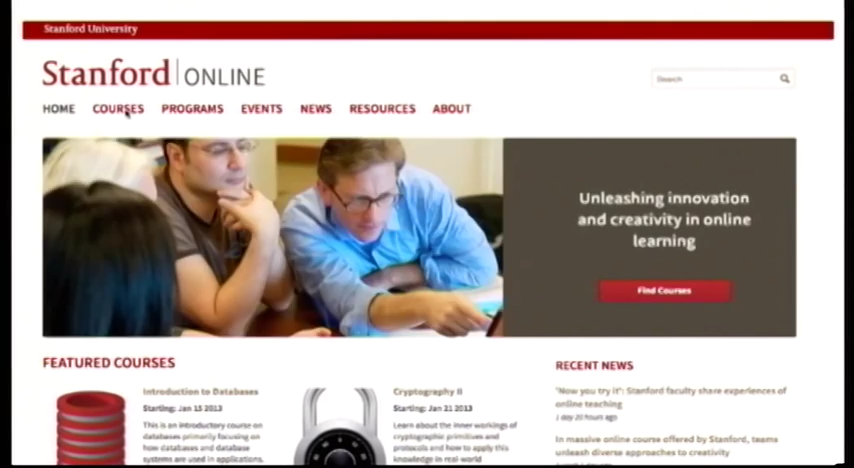 Stanford University
Stanford ONLINE
Search
HOME COURSES PROGRAMS EVENTS NEWS RESOURCES ABOUT
Unleashing innovation
and creativity in online
learning
Find Courses
FEATURED COURSES
Introduction to Databases
Starting: Jan 15 2013
This is an introductory course on
databases primarily focusing on
how databases and database
systems are used in applications.
Cryptography II
Starting: Jan 21 2013
Learn about the inner workings of
cryptographic primitives and
protocols and how to apply this
knowledge in real-world
RECENT NEWS
"Now you try it": Stanford faculty share experiences of
online teaching
1 day 20 hours ago
In massive online course offered by Stanford, teams
unleash diverse approaches to creativity